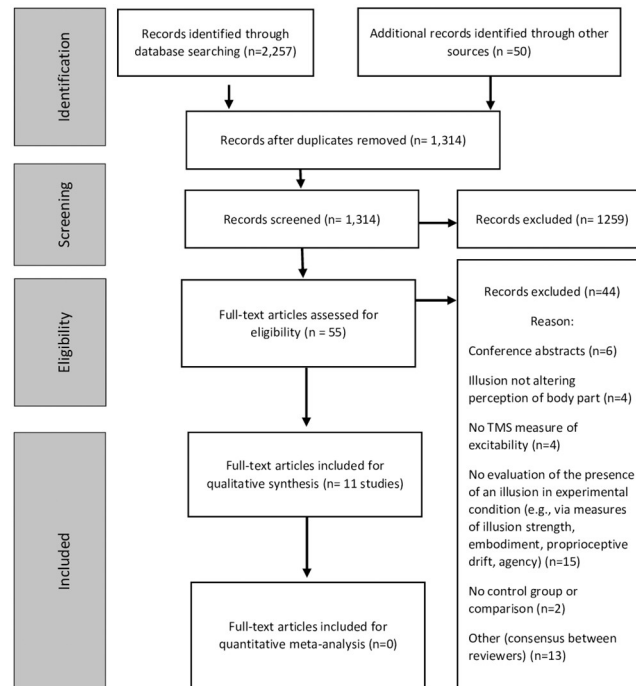 Identification
Records identified through
database searching (n=2,257)
Additional records identified through other
sources (n =50)
Records after duplicates removed (n= 1,314)
Screening
Records screened (n= 1,314)
Records excluded (n= 1259)
Eligibility
Full-text articles assessed for
eligibility (n = 55)
Records excluded (n=44)
Reason:
Conference abstracts (n=6)
Illusion not altering
perception of body part (n=4)
No TMS measure of
excitability (n=4)
No evaluation of the presence
of an illusion in experimental
condition (e.g., via measures
of illusion strength,
embodiment, proprioceptive
drift, agency) (n=15)
No control group or
comparison (n=2)
Other (consensus between
reviewers) (n=13)
Included
Full-text articles included for
qualitative synthesis (n= 11 studies)
Full-text articles included for
quantitative meta-analysis (n=0)